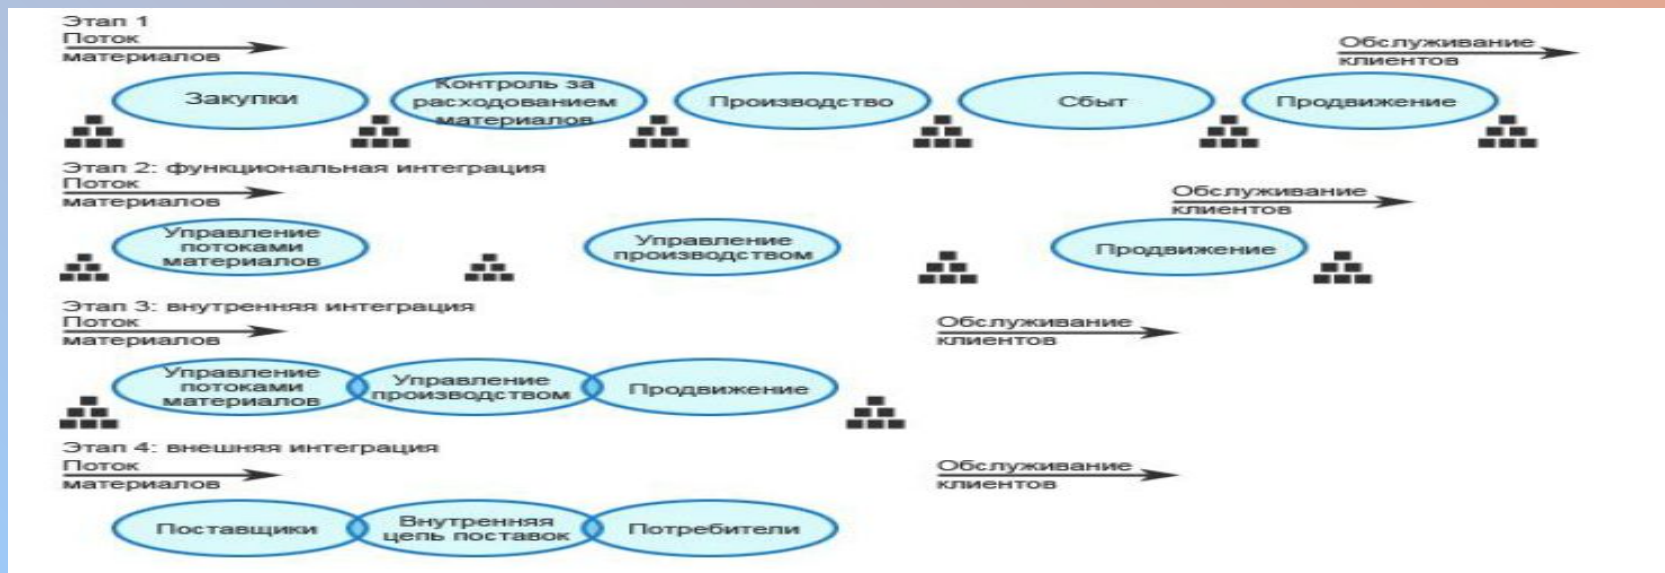 Этап 1
Поток
материалов
Обслуживание
клиентов
Закупки
Контроль за
расходованием
материалов
Производство
Сбыт
Продвижение
Этап 2: функциональная интеграция
Поток
материалов
Обслуживание
клиентов
Управление
потоками
материалов
Управление
производством
Продвижение
Этап 3: внутренняя интеграция
Поток
материалов
Обслуживание
клиентов
Управление
потоками
материалов
Управление
производством
Продвижение
Этап 4: внешняя интеграция
Поток
материалов
Обслуживание
клиентов
Поставщики
Внутренняя
цепь поставок
Потребители